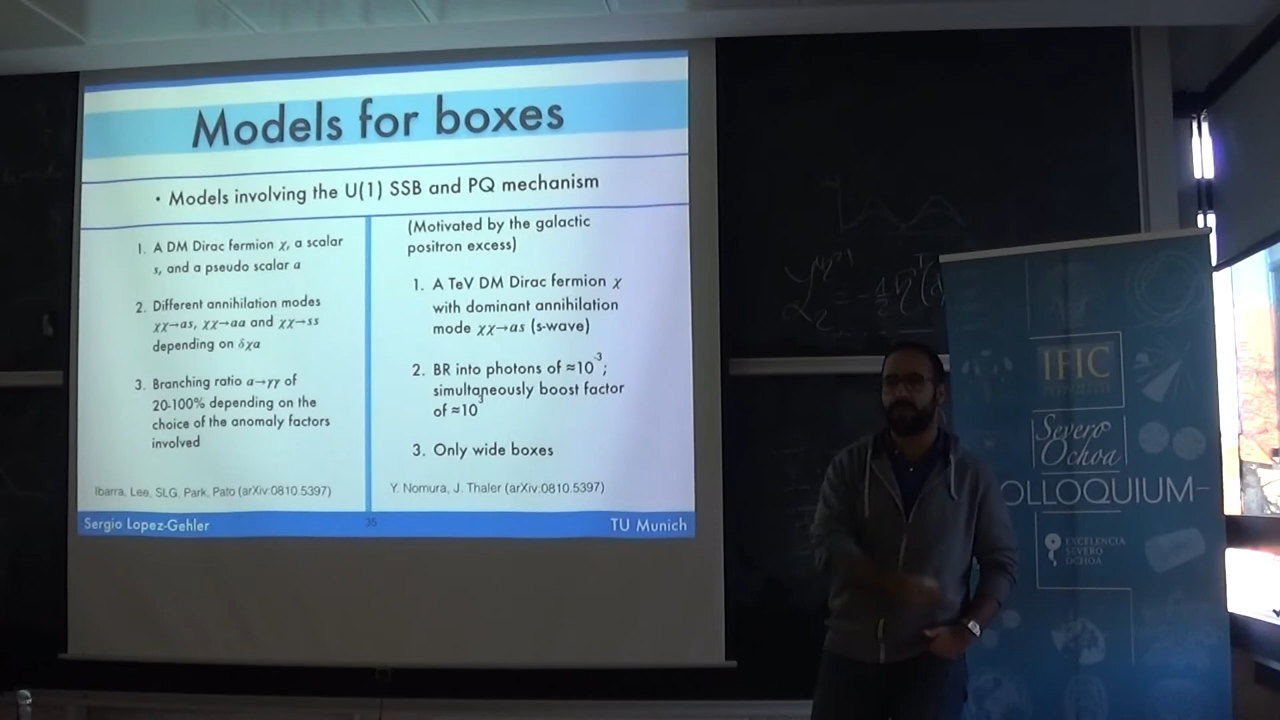 Models for boxes
• Models involving the U(1) SSB and PQ mechanism
1. A DM Dirac fermion χ, a scalar
s, and a pseudo scalar a
2. Different annihilation modes
χχ→as, χχ→aa and χχ→ss
depending on δχa
3. Branching ratio a→γγ of
20-100% depending on the
choice of the anomaly factors
involved
Ibarra, Lee, SLG, Park, Pato (arXiv:0810.5397)
(Motivated by the galactic
positron excess)
1. A TeV DM Dirac fermion χ
with dominant annihilation
mode χχ→as (s-wave)
2. BR into photons of ≈10⁻³;
simultaneously boost factor
of ≈10³
3. Only wide boxes
Y. Nomura, J. Thaler (arXiv:0810.5397)
Sergio Lopez-Gehler
35
TU Munich
IFIC
Severo
Ochoa
OLLOQUIUM
EXCELENCIA
SEVERO
OCHOA